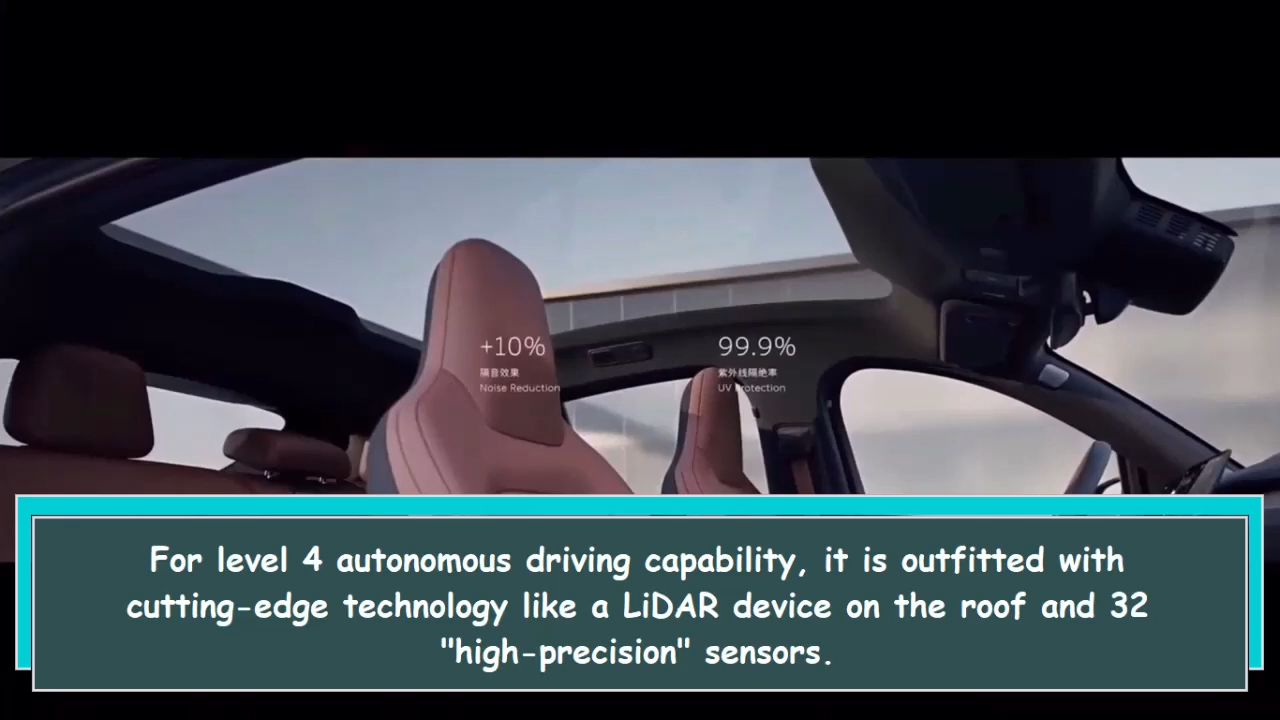 +10%
隔音效果
Noise Reduction
99.9%
紫外线隔绝率
UV Protection
For level 4 autonomous driving capability, it is outfitted with
cutting-edge technology like a LiDAR device on the roof and 32
"high-precision" sensors.